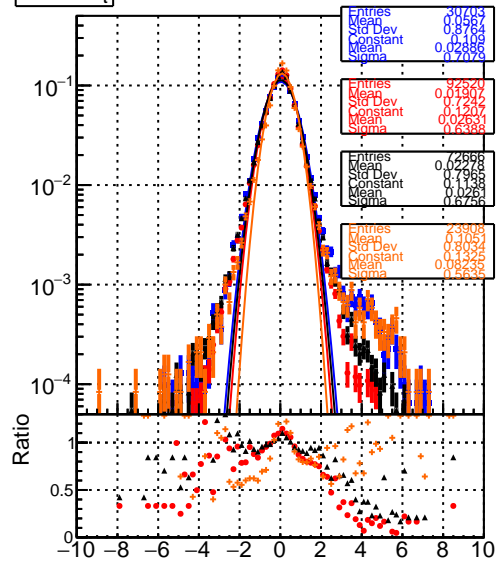 Entries 30703
Mean 0.0567
Std Dev 0.8764
Constant 0.109
Mean 0.02886
Sigma 0.7079
Entries 92520
Mean 0.01907
Std Dev 0.7242
Constant 0.1207
Mean 0.02631
Sigma 0.6388
Entries 72666
Mean 0.02278
Std Dev 0.7965
Constant 0.1138
Mean 0.0261
Sigma 0.6756
Entries 23908
Mean 0.1051
Std Dev 0.8034
Constant 0.1325
Mean 0.08235
Sigma 0.5635
10⁻¹
10⁻²
10⁻³
10⁻⁴
Ratio
1
0.5
0
−10 −8 −6 −4 −2 0 2 4 6 8 10